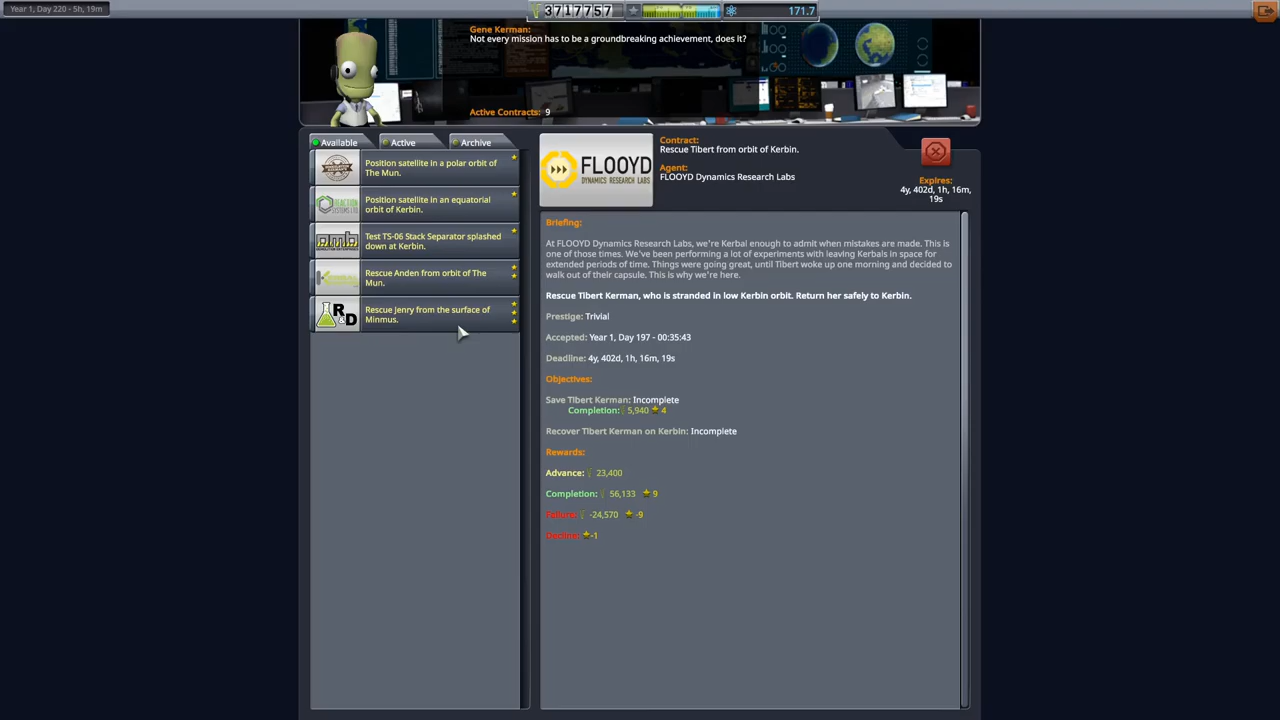 Year 1, Day 220 - 5h, 19m
3717757
171.7
Gene Kerman:
Not every mission has to be a groundbreaking achievement, does it?
Active Contracts: 9
Available
Active
Archive
Position satellite in a polar orbit of
The Mun.
Position satellite in an equatorial
orbit of Kerbin.
Test TS-06 Stack Separator splashed
down at Kerbin.
Rescue Anden from orbit of The
Mun.
R&D
Rescue Jenry from the surface of
Minmus.
FLOOYD
DYNAMICS RESEARCH LABS
Contract:
Rescue Tibert from orbit of Kerbin.
Agent:
FLOOYD Dynamics Research Labs
Expires:
4y, 402d, 1h, 16m,
19s
Briefing:
At FLOOYD Dynamics Research Labs, we're Kerbal enough to admit when mistakes are made. This is
one of those times. We've been performing a lot of experiments with leaving Kerbals in space for
extended periods of time. Things were going great, until Tibert woke up one morning and decided to
walk out of their capsule. This is why we're here.
Rescue Tibert Kerman, who is stranded in low Kerbin orbit. Return her safely to Kerbin.
Prestige: Trivial
Accepted: Year 1, Day 197 - 00:35:43
Deadline: 4y, 402d, 1h, 16m, 19s
Objectives:
Save Tibert Kerman: Incomplete
Completion: 5,940 4
Recover Tibert Kerman on Kerbin: Incomplete
Rewards:
Advance: 23,400
Completion: 56,133 9
Failure: -24,570 -9
Decline: -1